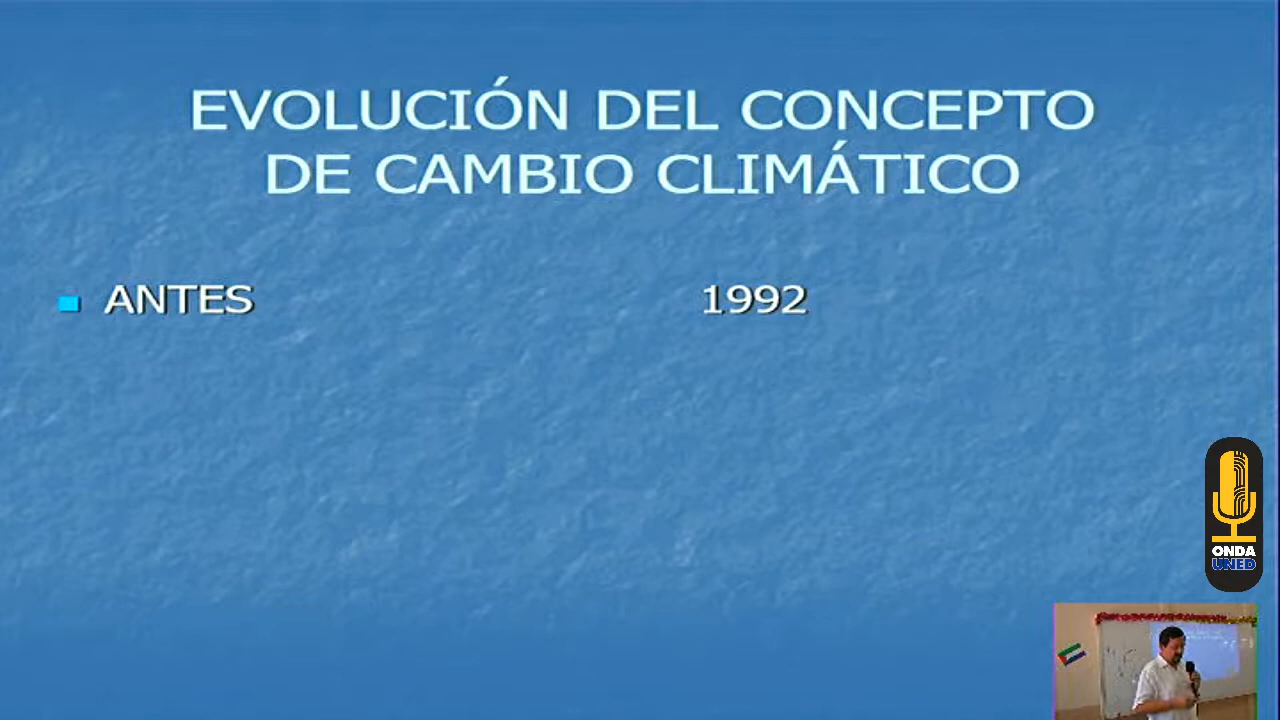 EVOLUCIÓN DEL CONCEPTO
DE CAMBIO CLIMÁTICO
ANTES 1992
ONDA
UNED